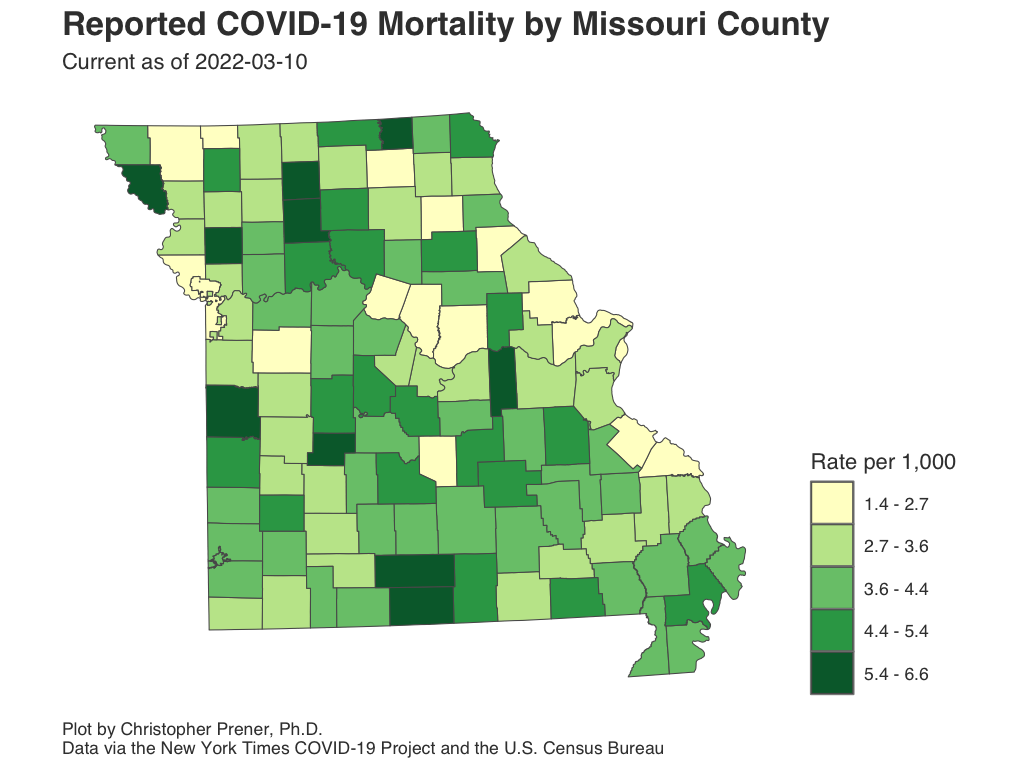 Reported COVID-19 Mortality by Missouri County
Current as of 2022-03-10
Rate per 1,000
1.4 - 2.7
2.7 - 3.6
3.6 - 4.4
4.4 - 5.4
5.4 - 6.6
Plot by Christopher Prener, Ph.D.
Data via the New York Times COVID-19 Project and the U.S. Census Bureau